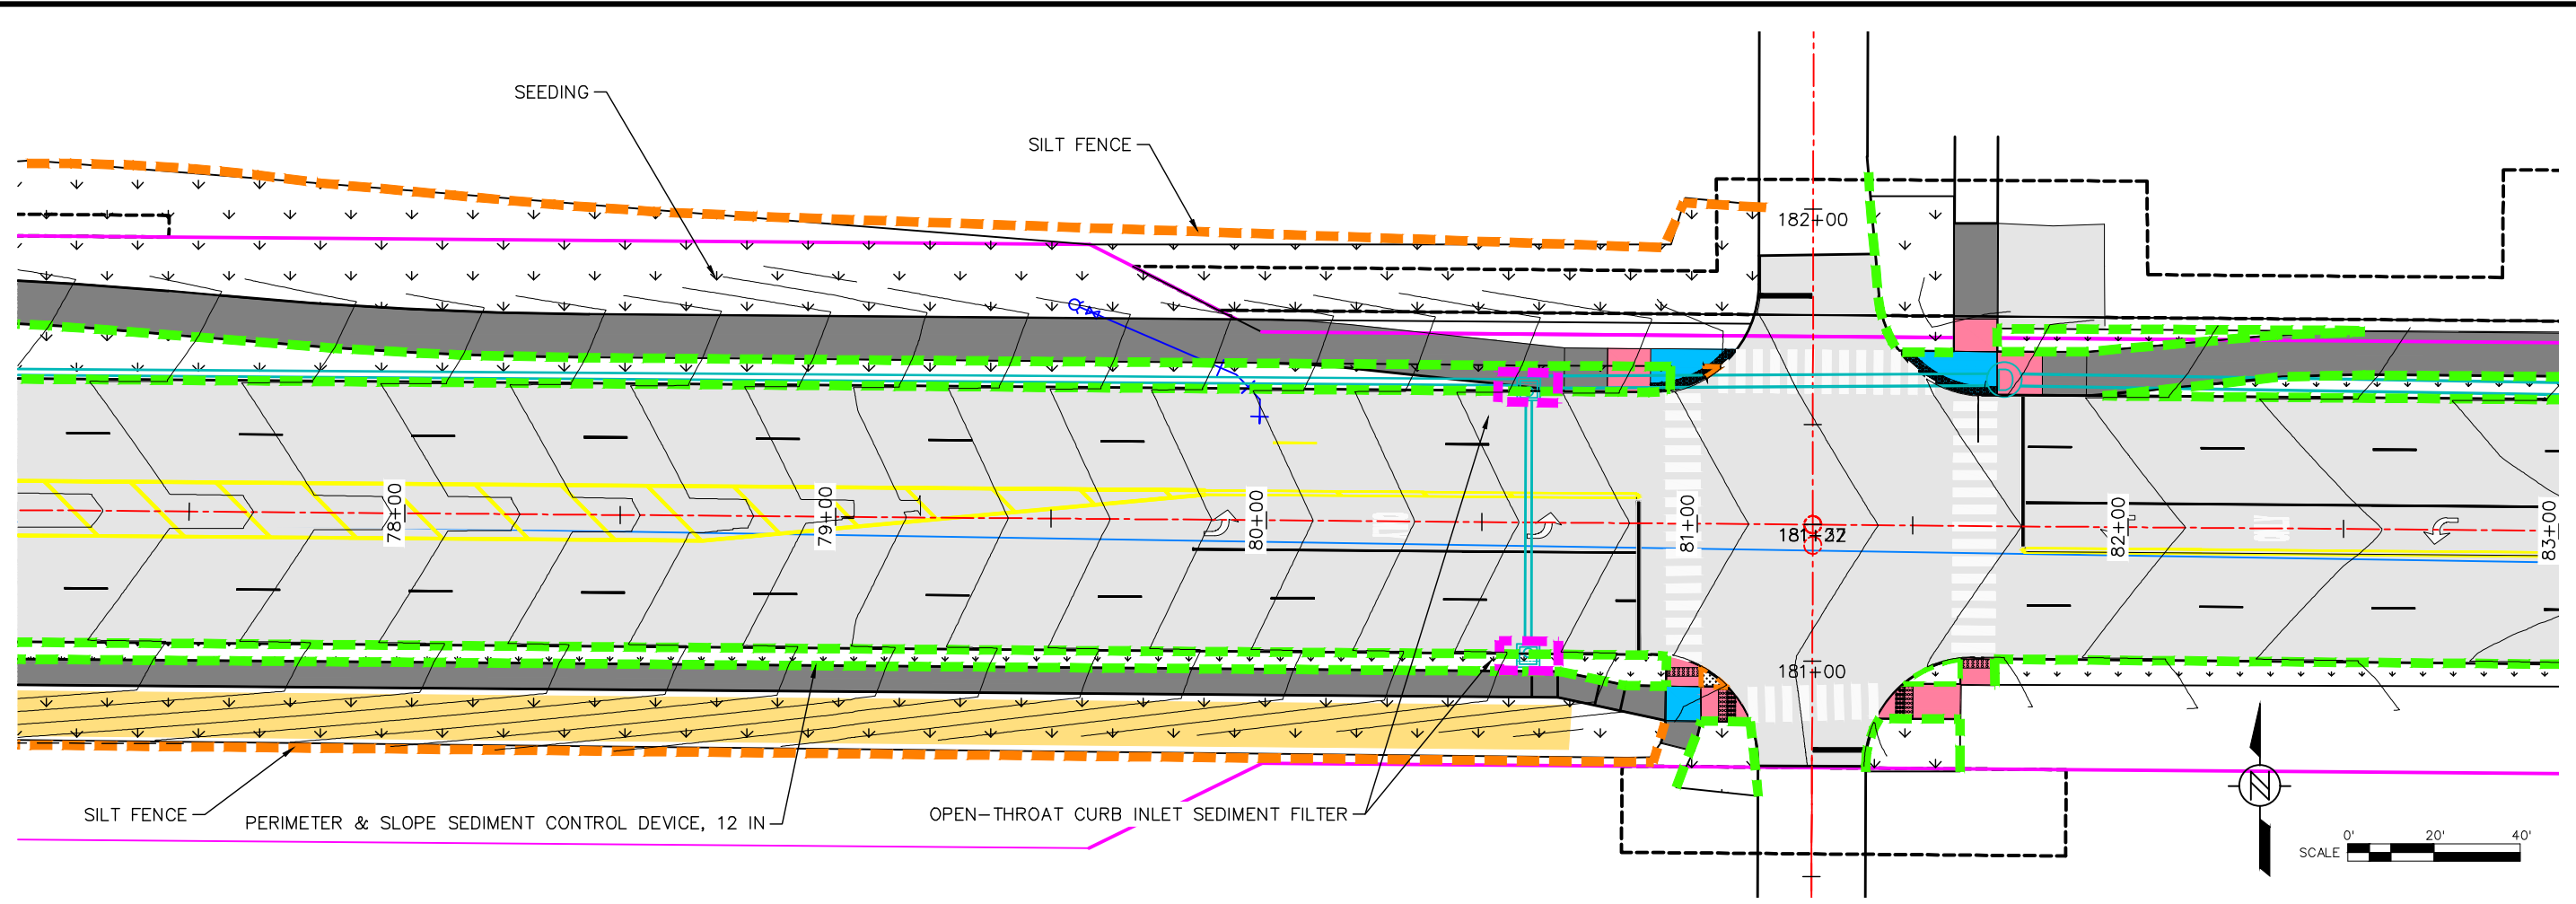 SEEDING
SILT FENCE
182+00
78+00
79+00
80+00
81+00
82+00
83+00
181+00
SILT FENCE
PERIMETER & SLOPE SEDIMENT CONTROL DEVICE, 12 IN
OPEN-THROAT CURB INLET SEDIMENT FILTER
N
SCALE
0' 20' 40'